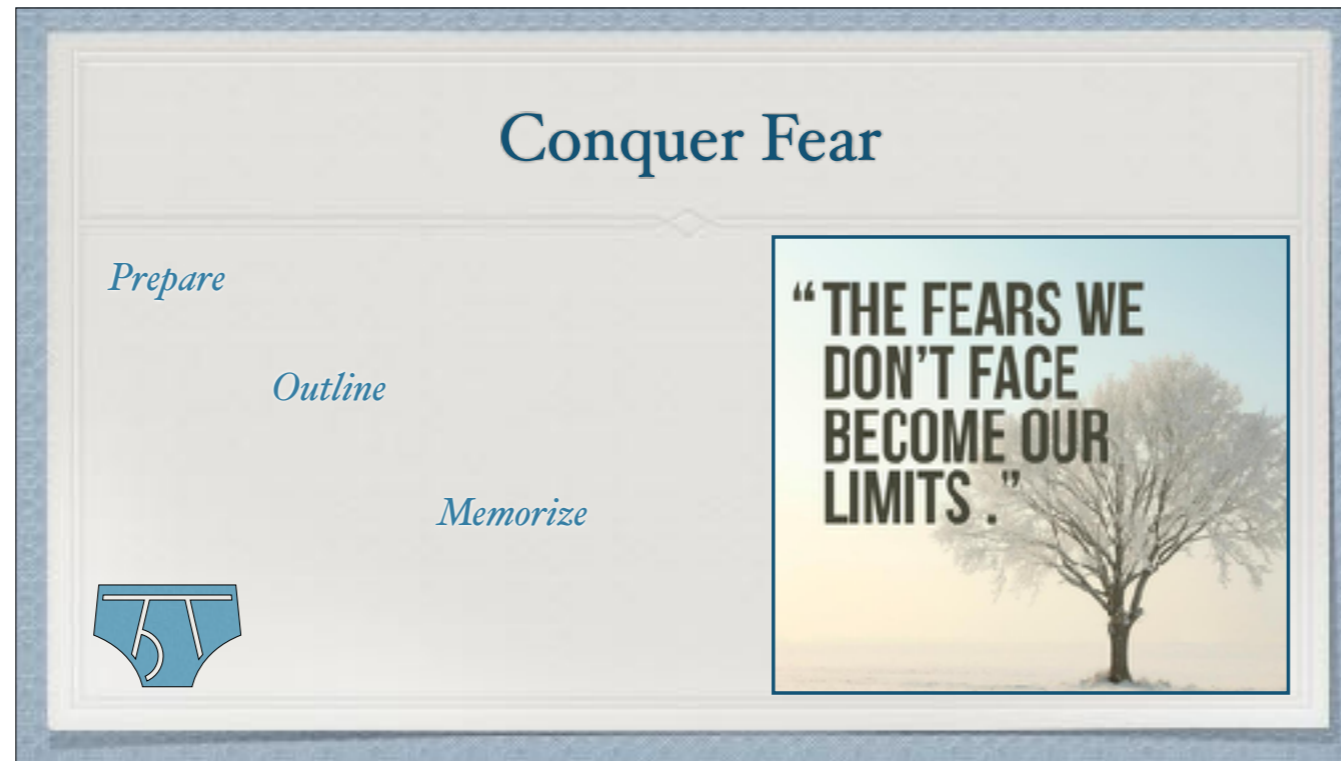 Conquer Fear
Prepare
Outline
Memorize
“THE FEARS WE
DON’T FACE
BECOME OUR
LIMITS .”